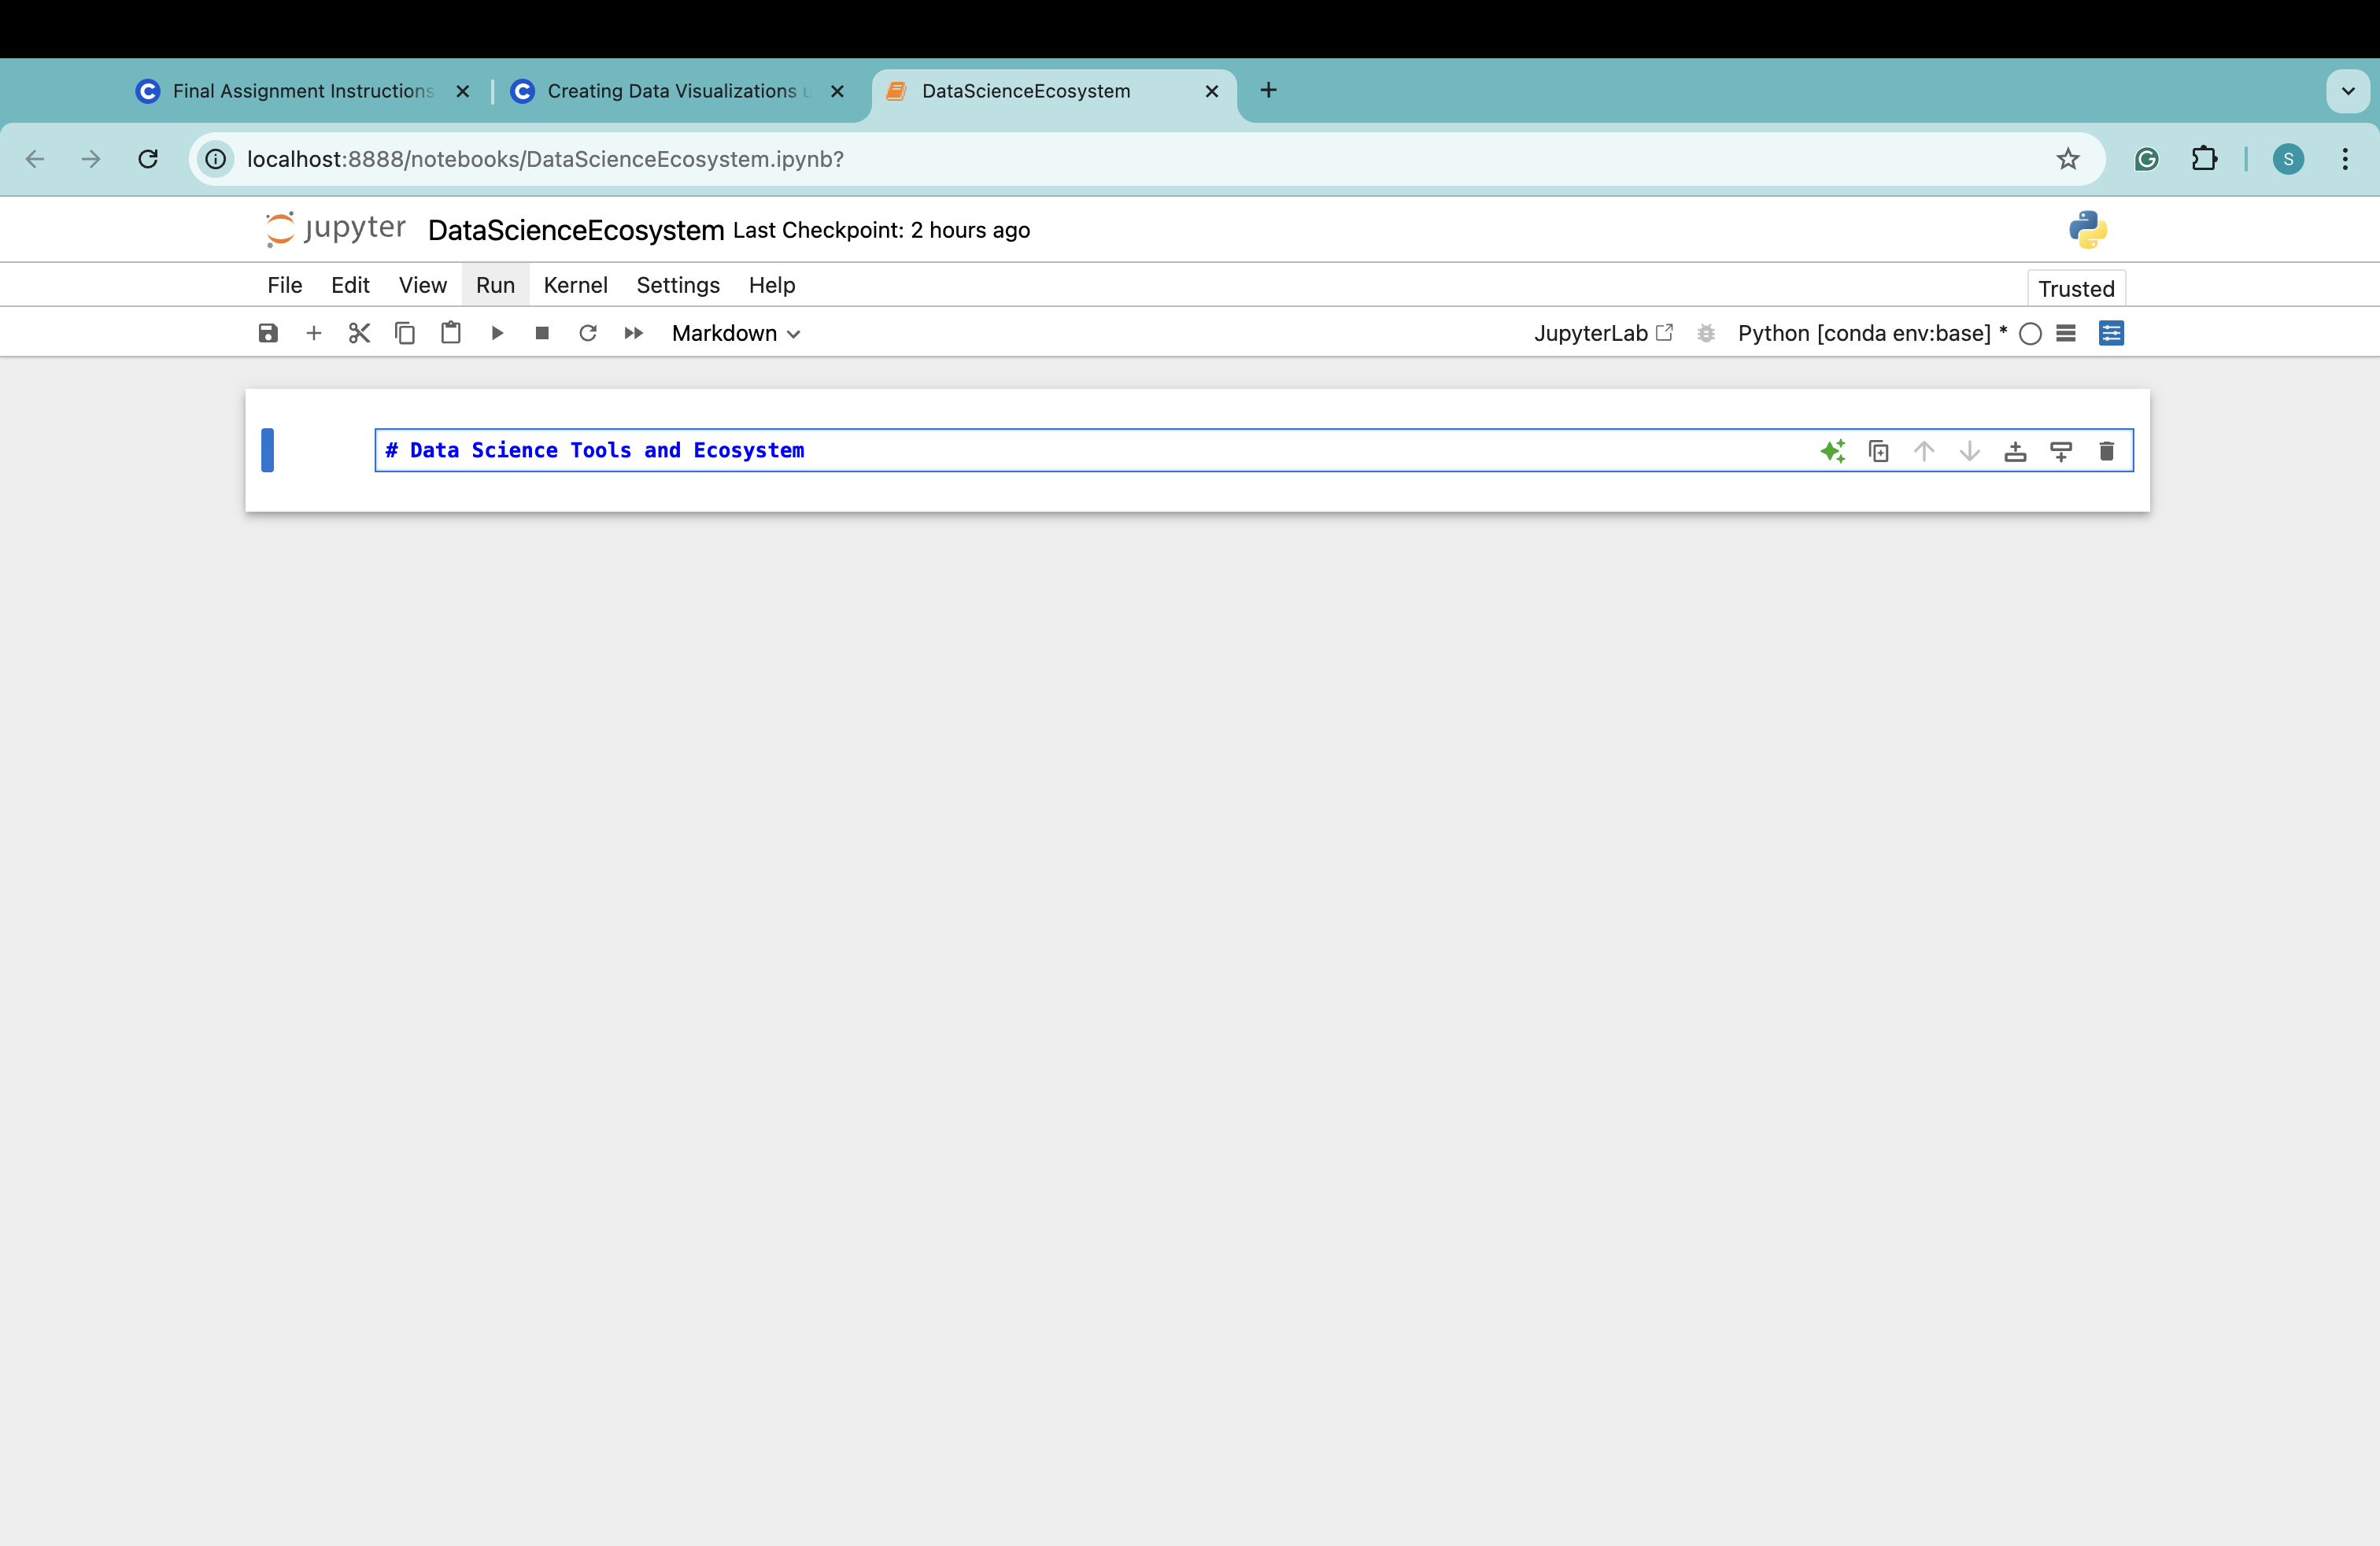 Final Assignment Instructions
Creating Data Visualizations u
DataScienceEcosystem
localhost:8888/notebooks/DataScienceEcosystem.ipynb?
S
jupyter DataScienceEcosystem Last Checkpoint: 2 hours ago
File Edit View Run Kernel Settings Help
Trusted
Markdown
JupyterLab
Python [conda env:base] *
# Data Science Tools and Ecosystem